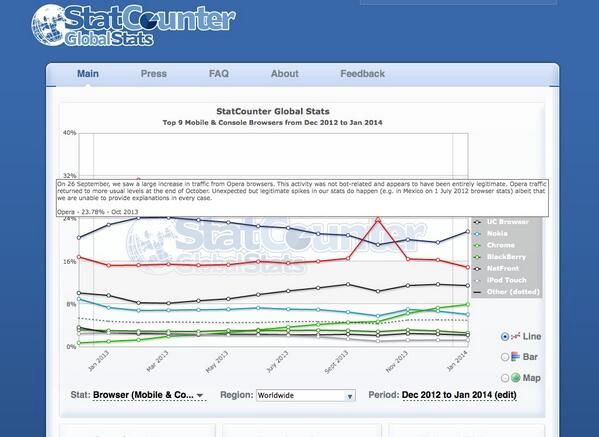 StatCounter
GlobalStats
Main Press FAQ About Feedback
StatCounter Global Stats
Top 9 Mobile & Console Browsers from Dec 2012 to Jan 2014
40%
32%
On 26 September, we saw a large increase in traffic from Opera browsers. This activity was not bot-related and appears to have been entirely legitimate. Opera traffic
returned to more usual levels at the end of October. Unexpected but legitimate spikes in our stats do happen (e.g. in Mexico on 1 July 2012 browser stats) albeit that
we are unable to provide explanations in every case.
Opera - 23.78% - Oct 2013
24%
16%
8%
0%
UC Browser
Nokia
Chrome
BlackBerry
NetFront
iPod Touch
Other (dotted)
StatCounter
GlobalStats
Jan 2013
Mar 2013
May 2013
July 2013
Sept 2013
Nov 2013
Jan 2014
Line
Bar
Map
Stat: Browser (Mobile & Co... Region: Worldwide Period: Dec 2012 to Jan 2014 (edit)